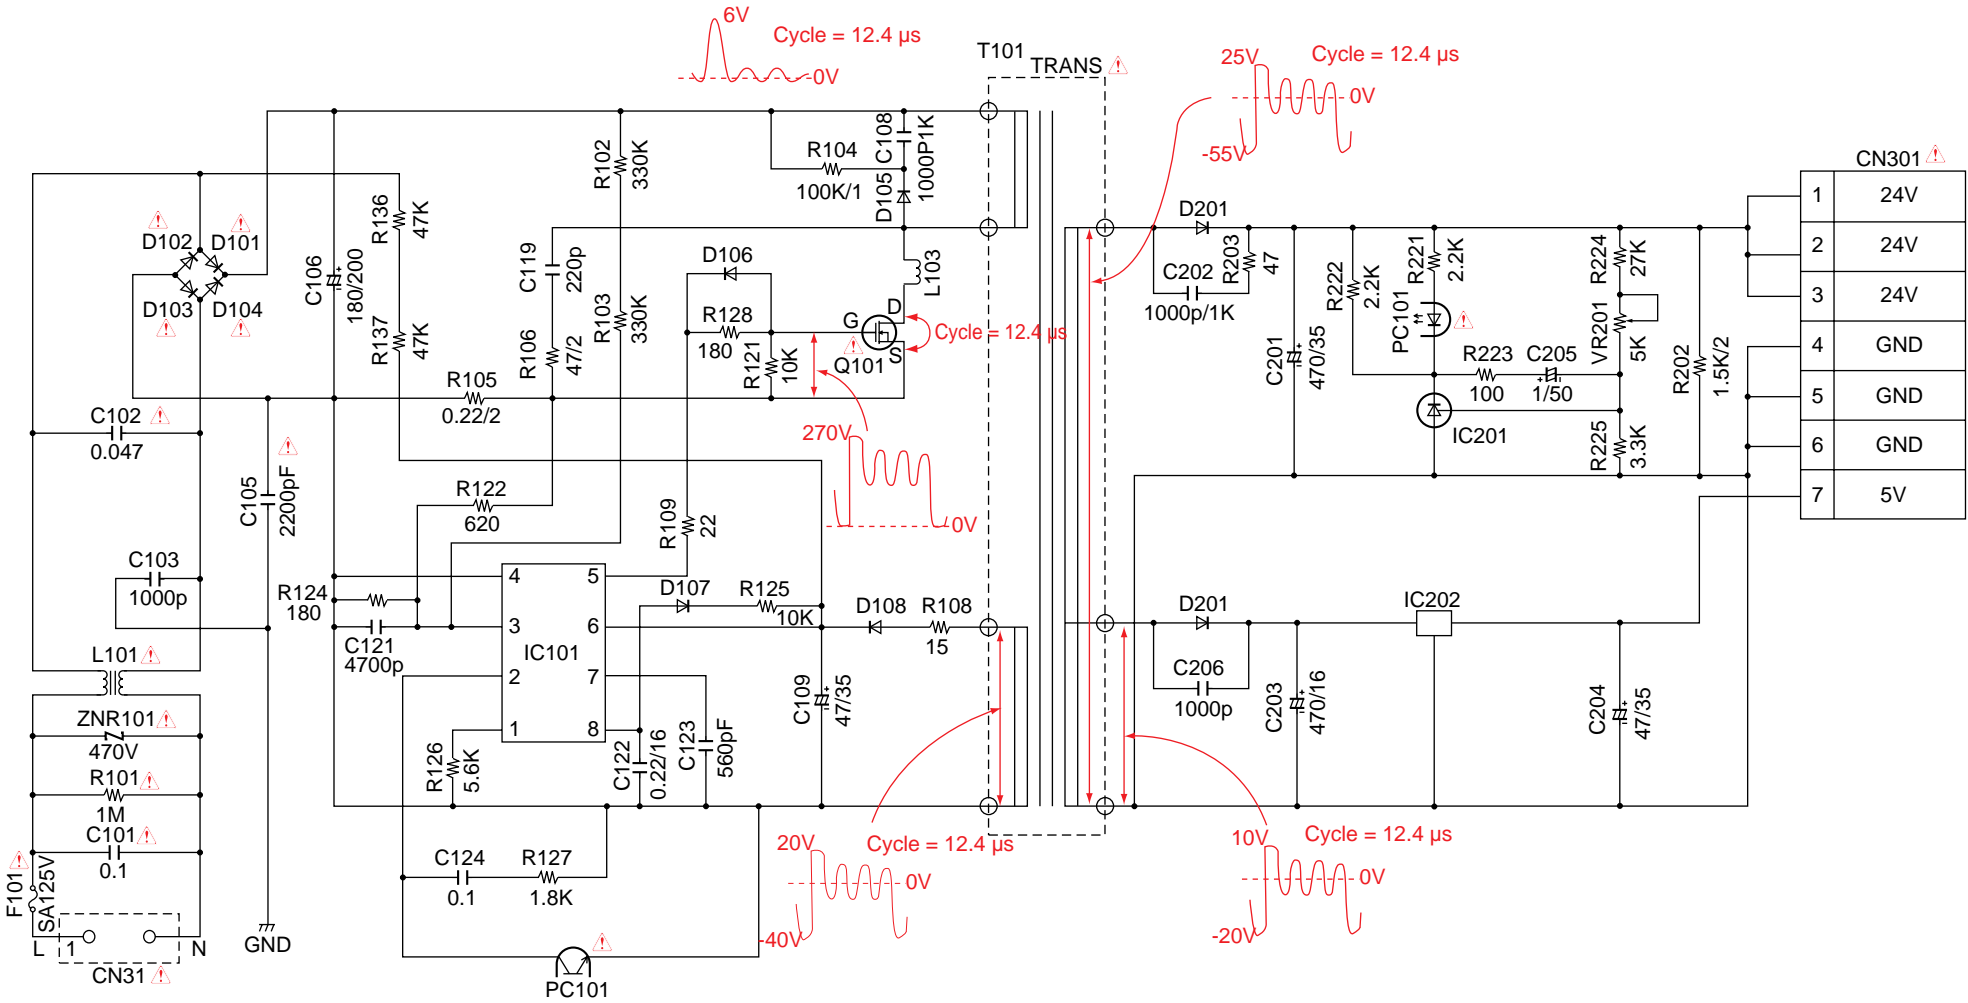 6V
Cycle = 12.4 µs
0V
T101
TRANS
25V
Cycle = 12.4 µs
0V
-55V
CN301
1 24V
2 24V
3 24V
4 GND
5 GND
6 GND
7 5V
R102
330K
R104
100K/1
C108
1000P1K
D105
R136
47K
D102
D101
D103
D104
C106
180/200
R137
47K
C119
220p
R103
330K
R106
47/2
D106
R128
180
R121
10K
L103
G
D
S
Q101
Cycle = 12.4 µs
R105
0.22/2
D201
R203
47
C202
1000p/1K
C201
470/35
R222
2.2K
R221
2.2K
PC101
R224
27K
VR201
5K
R223
100
C205
1/50
R202
1.5K/2
IC201
R225
3.3K
C102
0.047
C105
2200pF
270V
0V
R122
620
R109
22
C103
1000p
R124
180
C121
4700p
IC101
4
3
2
1
5
6
7
8
D107
R125
10K
D108
R108
15
D201
IC202
C206
1000p
C203
470/16
C204
47/35
L101
ZNR101
470V
R101
1M
C101
0.1
F101
SA125V
L
1
N
CN31
GND
R126
5.6K
C122
0.22/16
C123
560pF
C109
47/35
C124
0.1
R127
1.8K
PC101
20V
Cycle = 12.4 µs
0V
-40V
10V
Cycle = 12.4 µs
0V
-20V